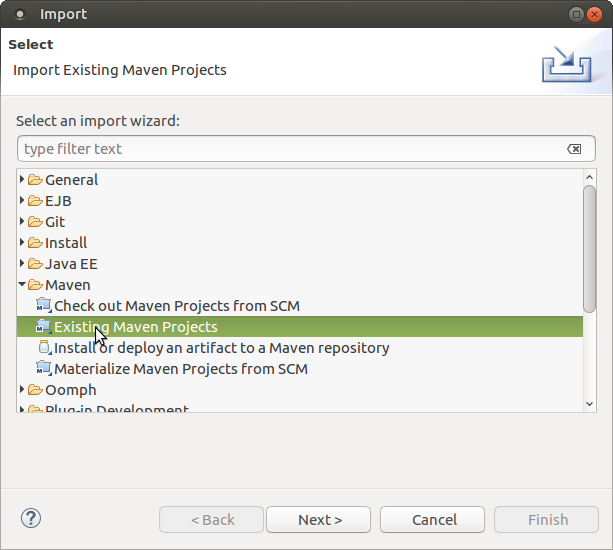 Import
Select
Import Existing Maven Projects
Select an import wizard:
type filter text
General
EJB
Git
Install
Java EE
Maven
Check out Maven Projects from SCM
Existing Maven Projects
Install or deploy an artifact to a Maven repository
Materialize Maven Projects from SCM
Oomph
Plug-in Development
?
< Back
Next >
Cancel
Finish